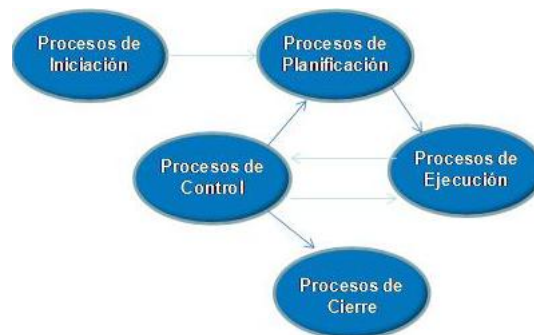 Procesos de
Iniciación
Procesos de
Planificación
Procesos de
Control
Procesos de
Ejecución
Procesos de
Cierre